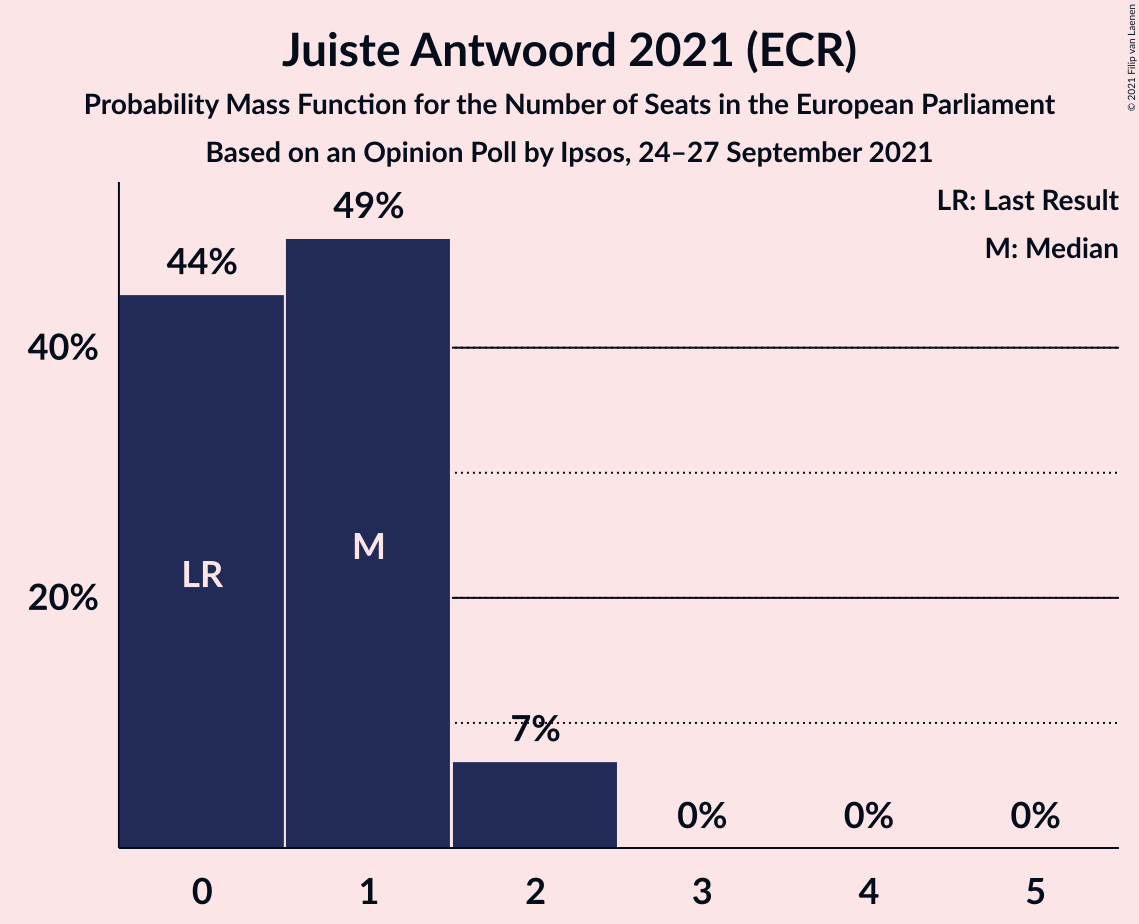 Juiste Antwoord 2021 (ECR)
Probability Mass Function for the Number of Seats in the European Parliament
Based on an Opinion Poll by Ipsos, 24–27 September 2021
© 2021 Filip van Laenen
LR: Last Result
M: Median
49%
44%
40%
M
LR
20%
7%
0%
0%
0%
0
1
2
3
4
5